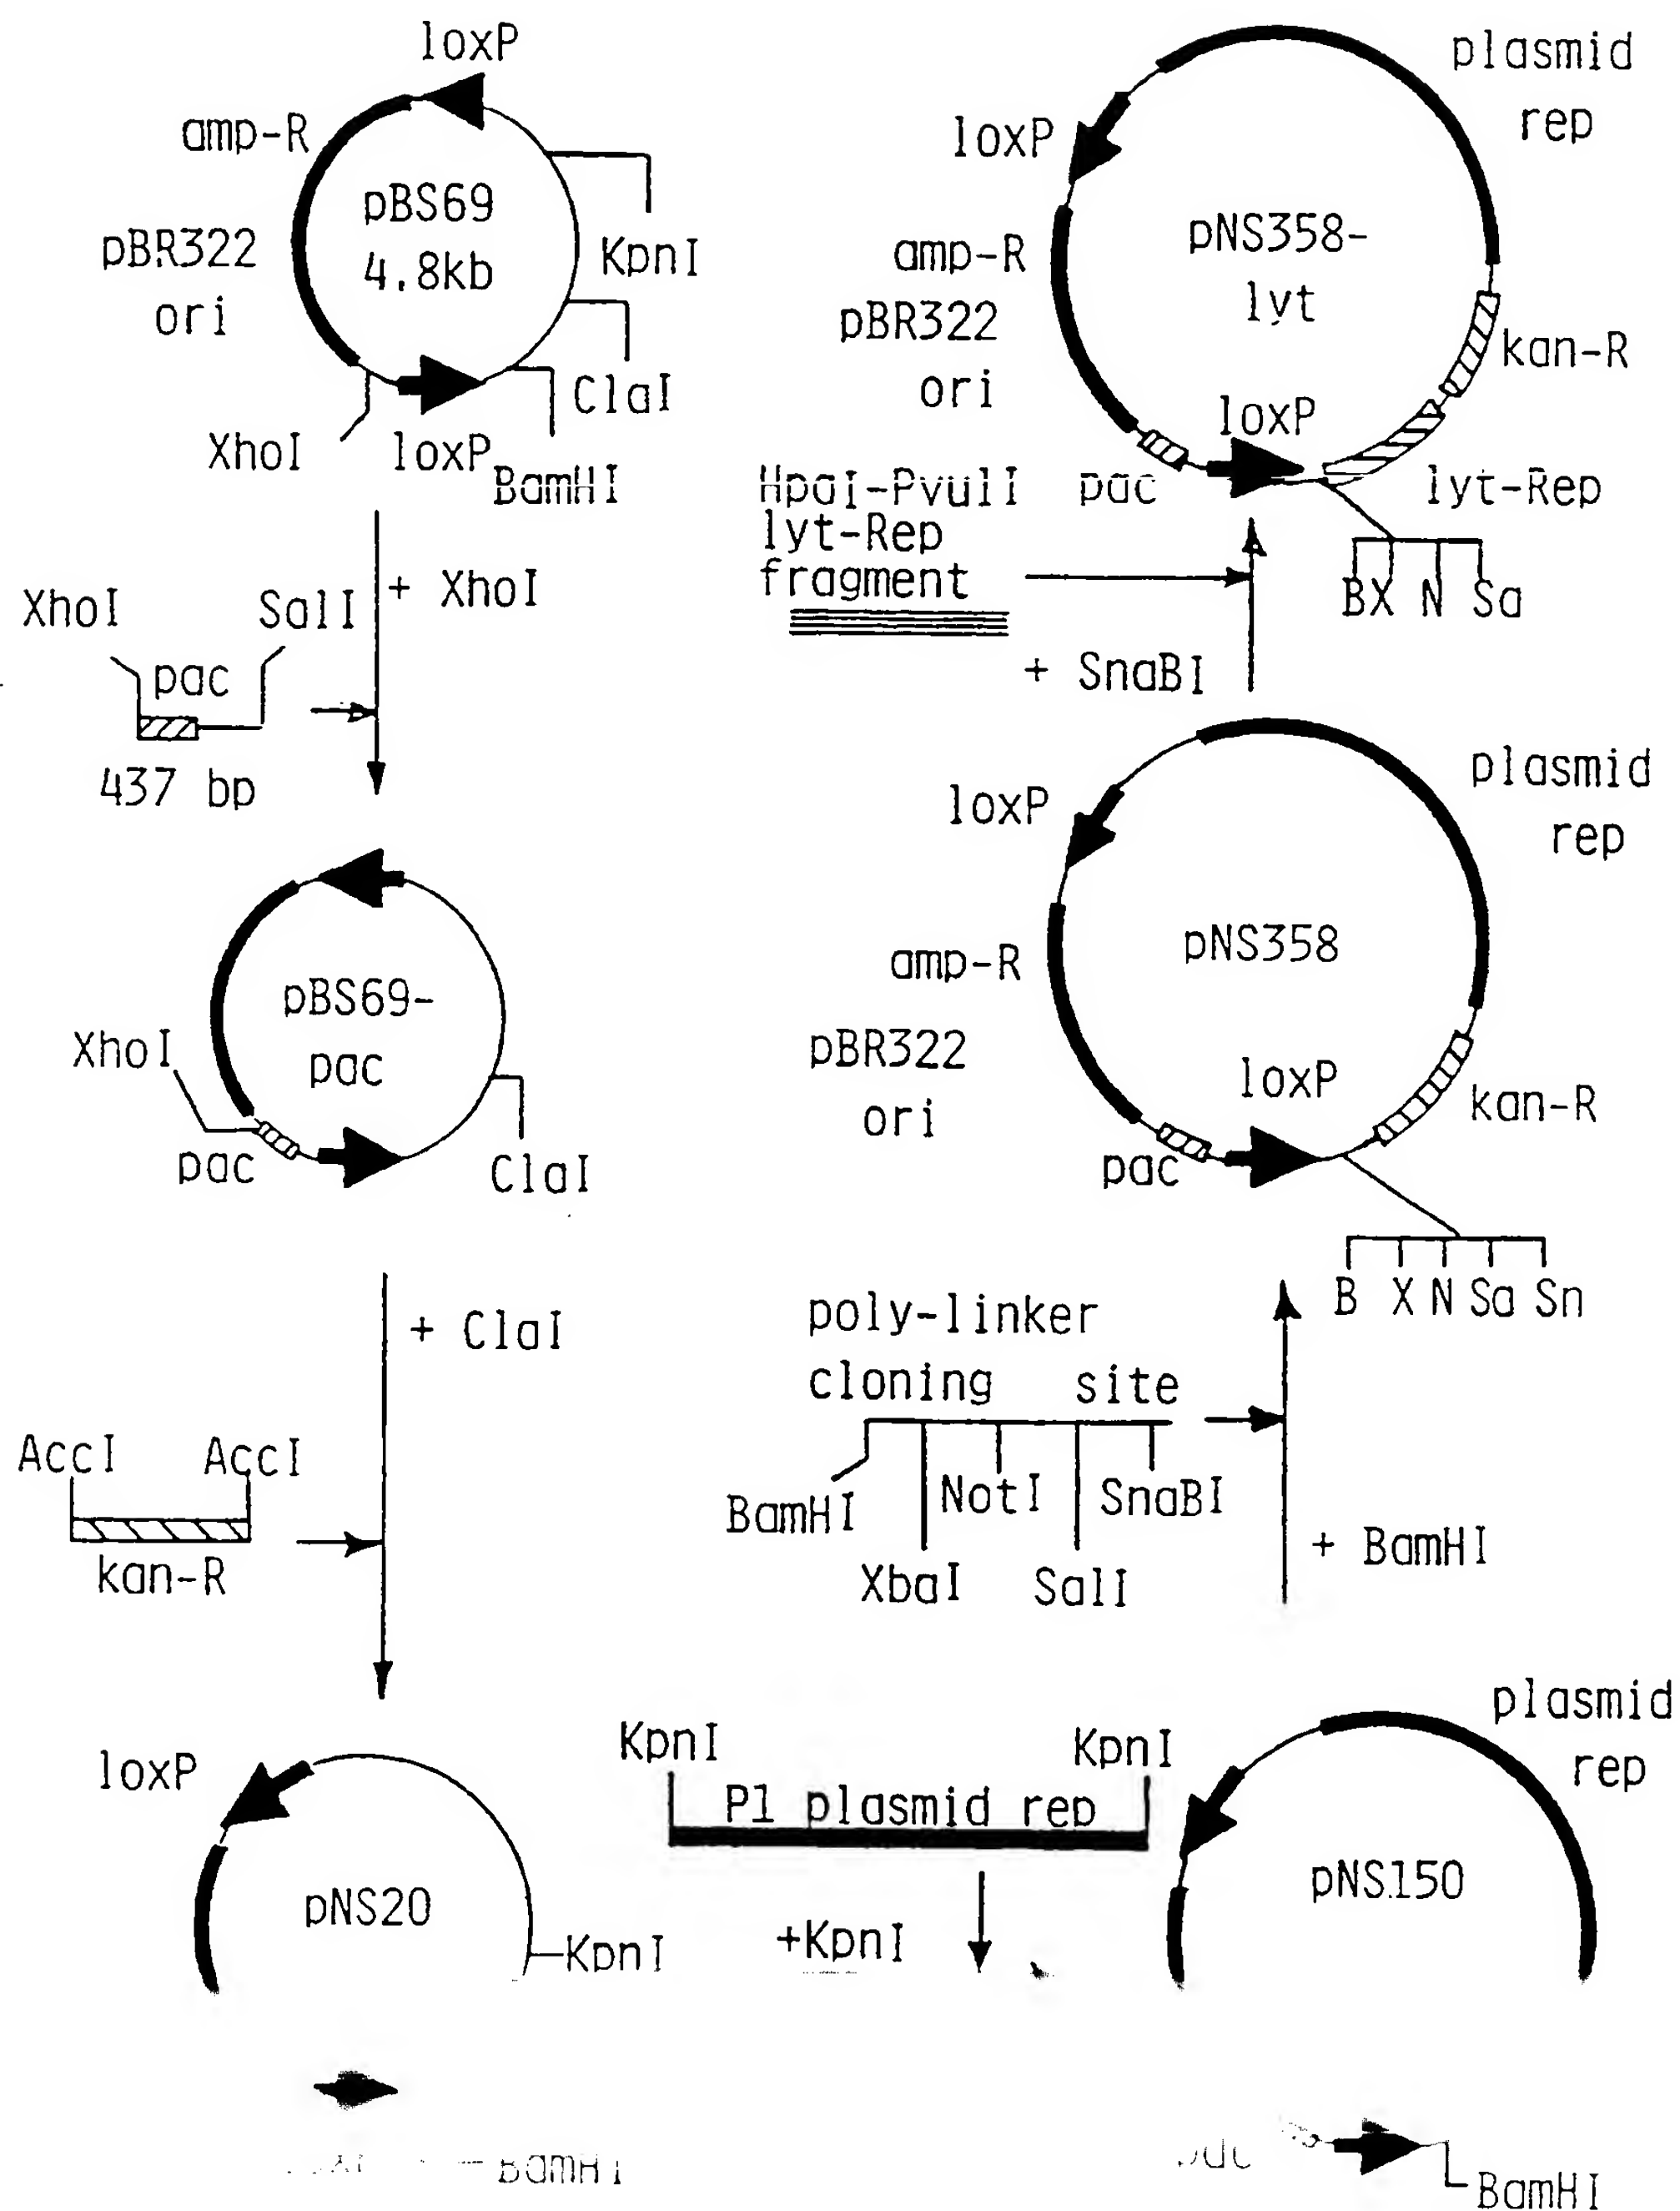 loxP
amp-R
pBS69
4.8kb
pBR322
ori
KpnI
ClaI
XhoI
loxP
BamHI
+ XhoI
XhoI
SalI
pac
437 bp
pBS69-
pac
XhoI
pac
ClaI
+ ClaI
AccI
AccI
kan-R
loxP
pNS20
KpnI
BamHI
KpnI
KpnI
P1 plasmid rep
+KpnI
plasmid
rep
pNS150
BamHI
poly-linker
cloning site
BamHI
XbaI
NotI
SalI
SnaBI
+ BamHI
plasmid
rep
loxP
pNS358
amp-R
pBR322
ori
loxP
kan-R
pac
B X N Sa Sn
HpaI-PvuII
lyt-Rep
fragment
+ SnaBI
plasmid
rep
loxP
pNS358-
lyt
amp-R
pBR322
ori
kan-R
loxP
pac
lyt-Rep
BX N Sa